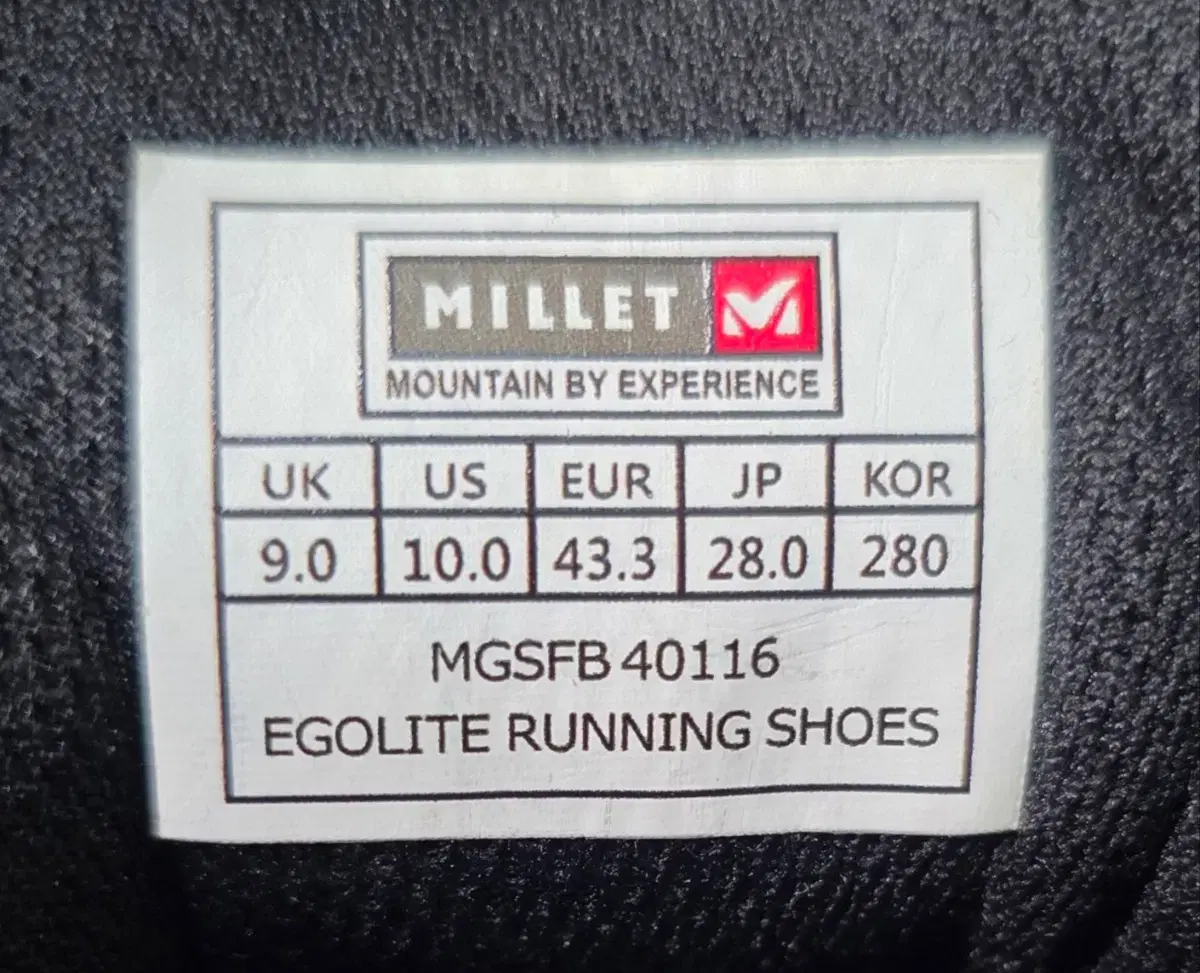 MILLET
MOUNTAIN BY EXPERIENCE
UK US EUR JP KOR
9.0 10.0 43.3 28.0 280
MGSFB 40116
EGOLITE RUNNING SHOES